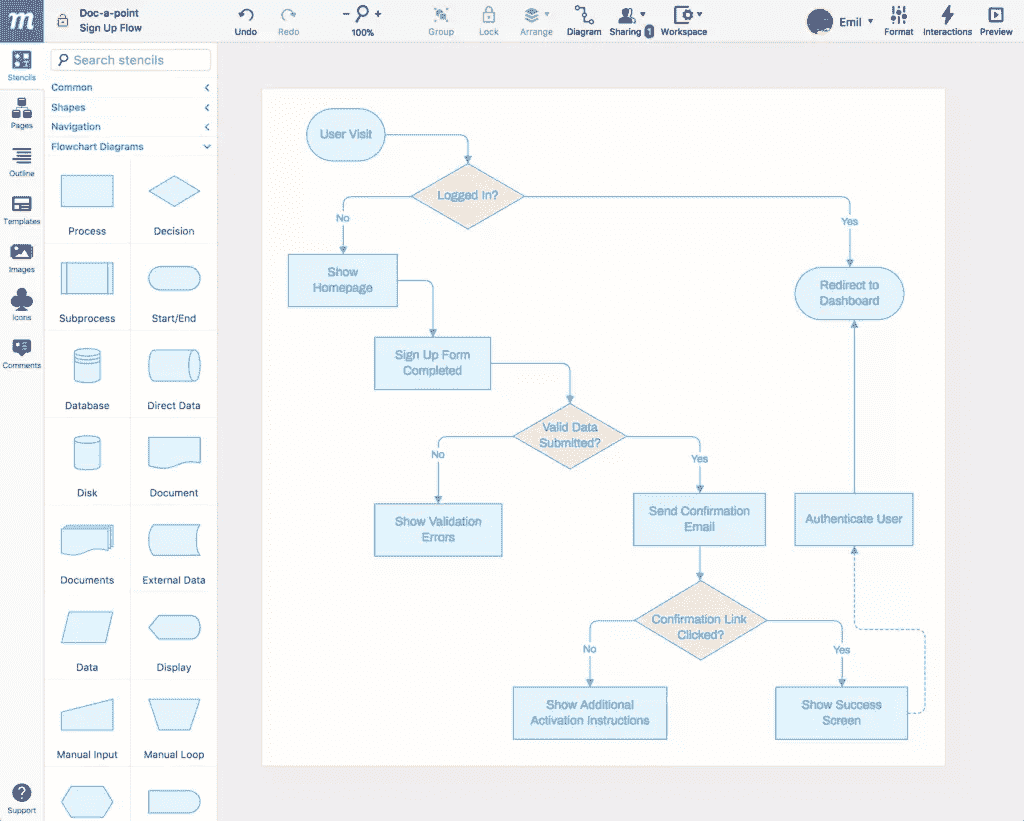 m
Doc-a-point
Sign Up Flow
Undo
Redo
- +
100%
Group
Lock
Arrange
Diagram
Sharing 1
Workspace
Emil
Format
Interactions
Preview
Stencils
Pages
Outline
Templates
Images
Icons
Comments
Support
Search stencils
Common
Shapes
Navigation
Flowchart Diagrams
Process
Decision
Subprocess
Start/End
Database
Direct Data
Disk
Document
Documents
External Data
Data
Display
Manual Input
Manual Loop
User Visit
Logged In?
No
Yes
Show
Homepage
Redirect to
Dashboard
Sign Up Form
Completed
Valid Data
Submitted?
No
Yes
Show Validation
Errors
Send Confirmation
Email
Authenticate User
Confirmation Link
Clicked?
No
Yes
Show Additional
Activation Instructions
Show Success
Screen